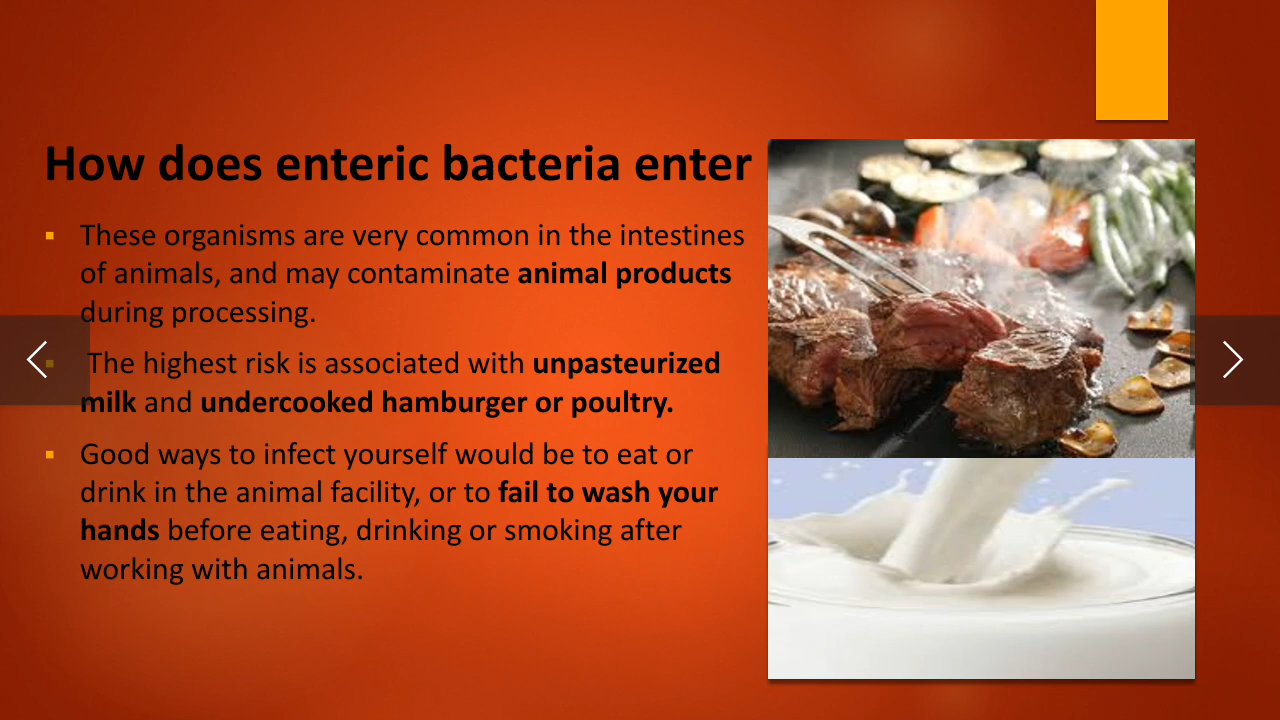 How does enteric bacteria enter
These organisms are very common in the intestines
of animals, and may contaminate animal products
during processing.
The highest risk is associated with unpasteurized
milk and undercooked hamburger or poultry.
Good ways to infect yourself would be to eat or
drink in the animal facility, or to fail to wash your
hands before eating, drinking or smoking after
working with animals.